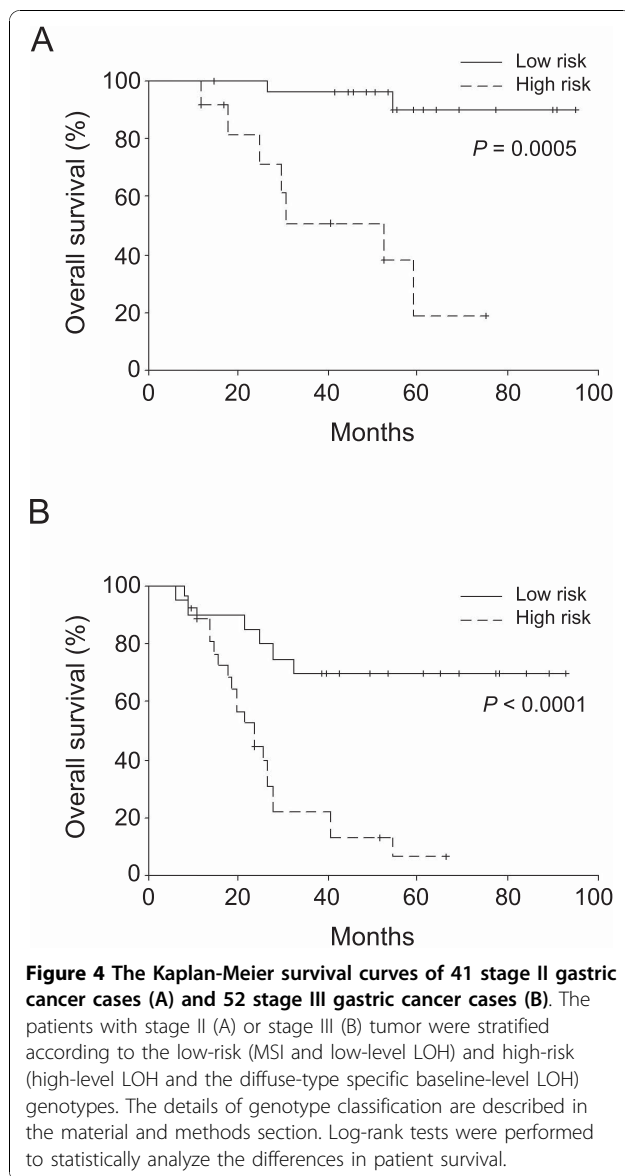 A
Low risk
High risk
100
80
60
40
20
0
Overall survival (%)
P = 0.0005
0 20 40 60 80 100
Months
B
Low risk
High risk
100
80
60
40
20
0
Overall survival (%)
P < 0.0001
0 20 40 60 80 100
Months
Figure 4 The Kaplan-Meier survival curves of 41 stage II gastric
cancer cases (A) and 52 stage III gastric cancer cases (B). The
patients with stage II (A) or stage III (B) tumor were stratified
according to the low-risk (MSI and low-level LOH) and high-risk
(high-level LOH and the diffuse-type specific baseline-level LOH)
genotypes. The details of genotype classification are described in
the material and methods section. Log-rank tests were performed
to statistically analyze the differences in patient survival.